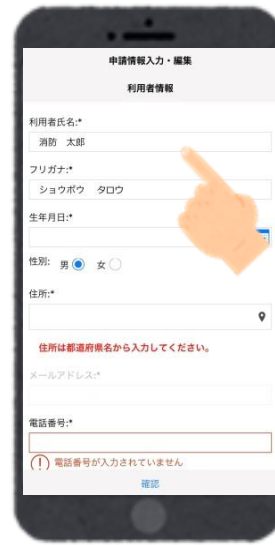 申請情報入力・編集
利用者情報
利用者氏名:*
消防 太郎
フリガナ:*
ショウボウ タロウ
生年月日:*
性別: 男 女
住所:*
住所は都道府県名から入力してください。
メールアドレス:*
電話番号:*
電話番号が入力されていません
確認